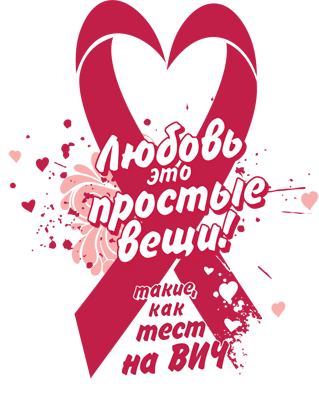 Любовь
это
простые
вещи!
такие,
как
тест
на ВИЧ